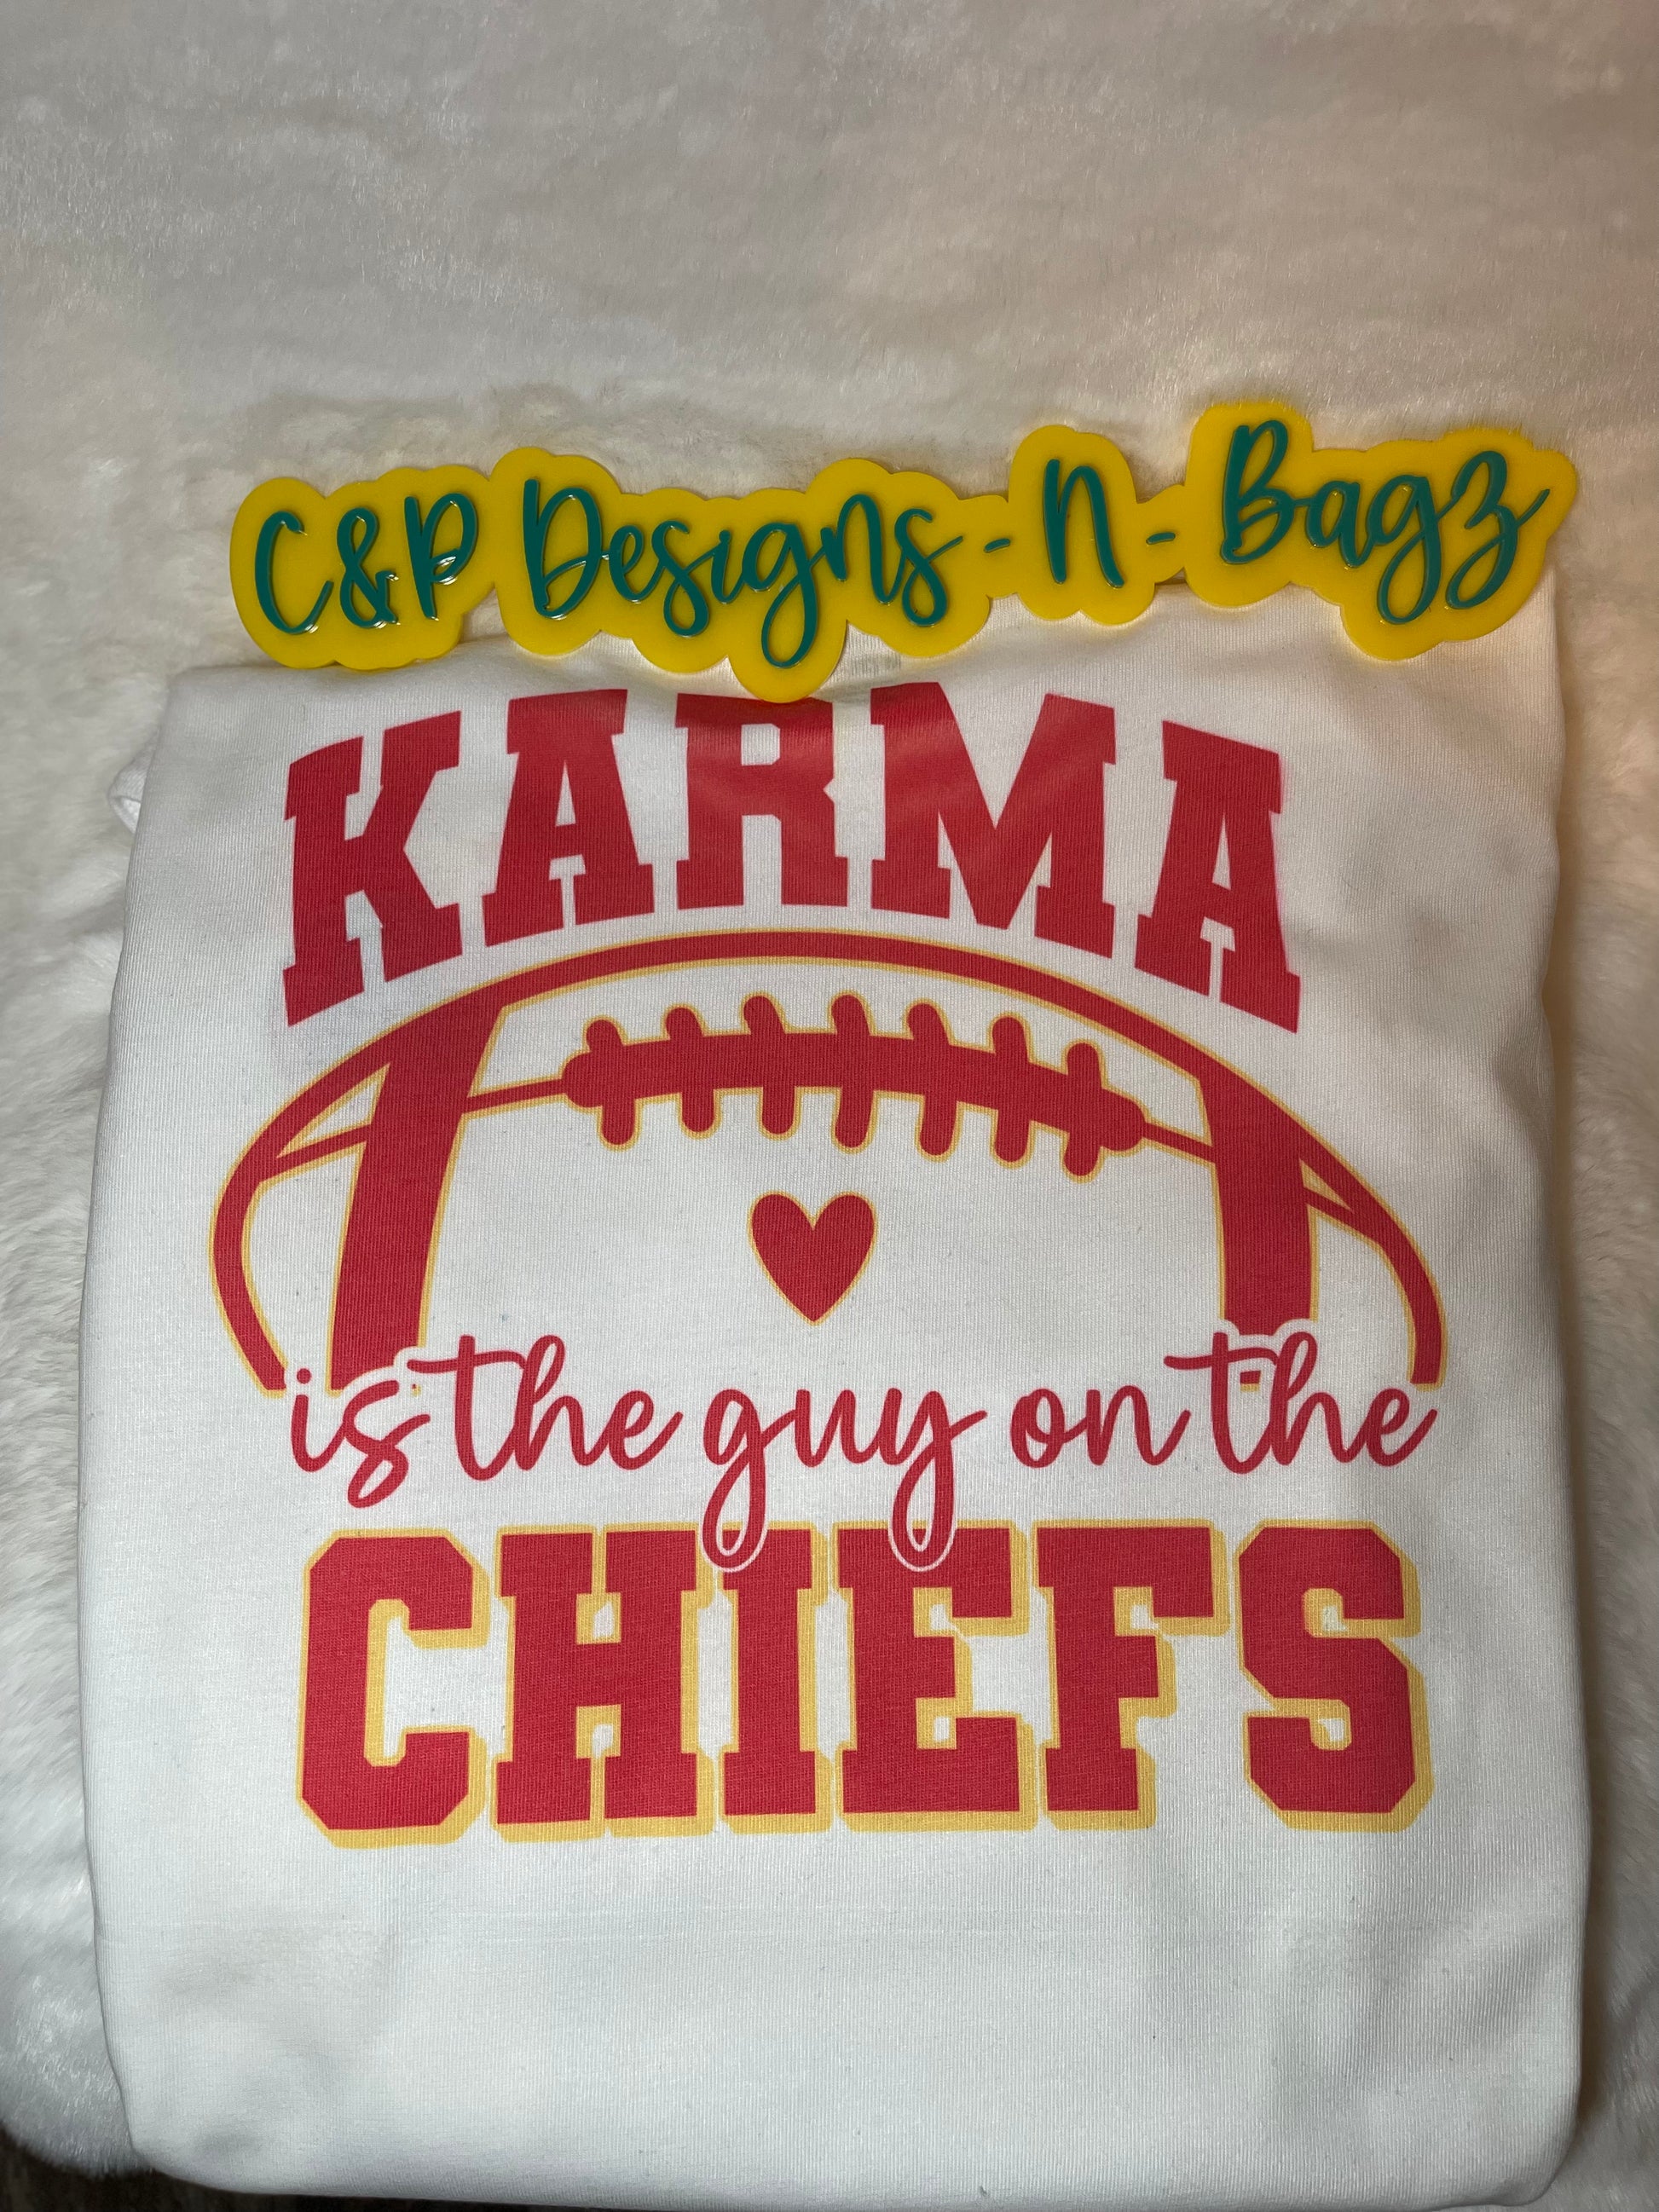 C&P Designs-N-Bagz
KARMA
is the guy on the
CHIEFS